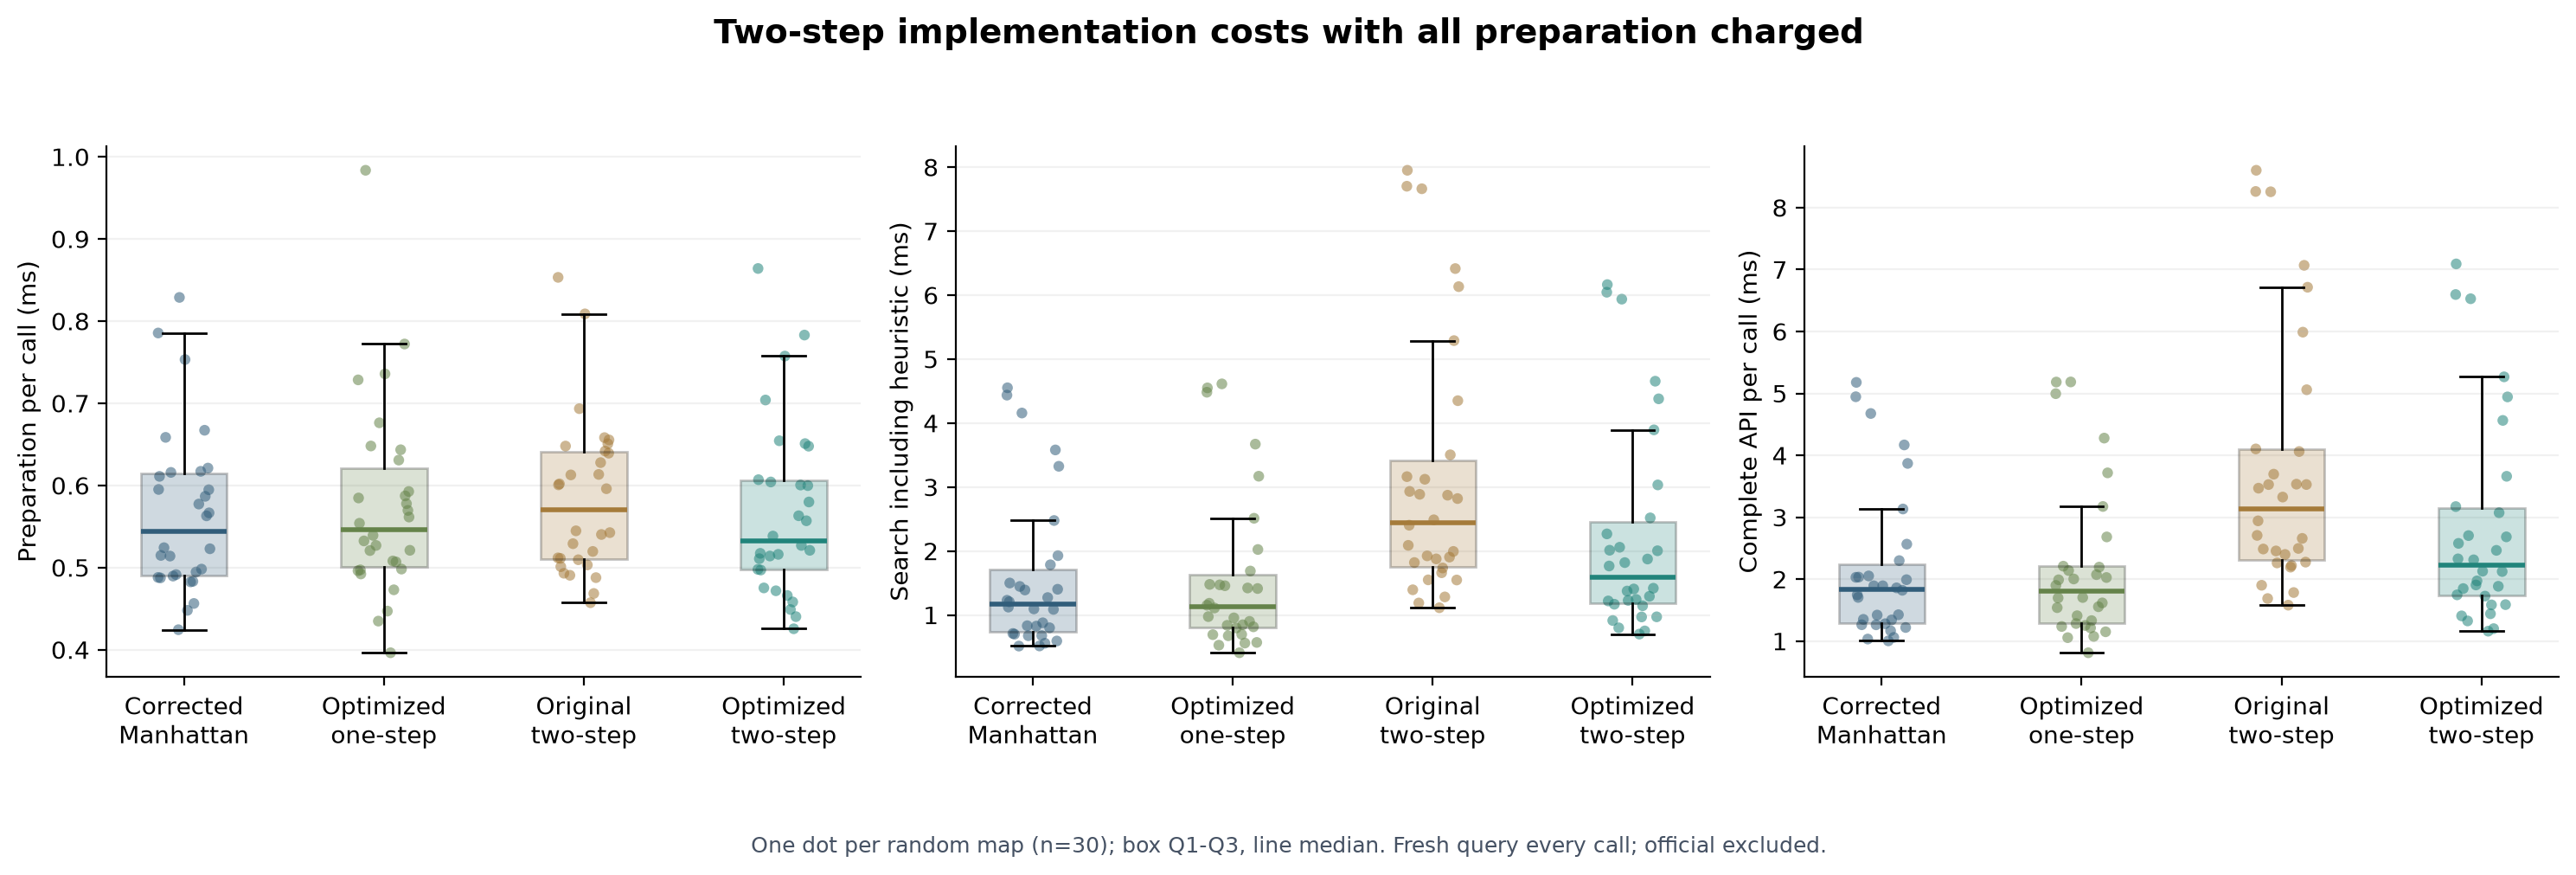 Two-step implementation costs with all preparation charged
Preparation per call (ms)
1.0
0.9
0.8
0.7
0.6
0.5
0.4
Corrected
Manhattan
Optimized
one-step
Original
two-step
Optimized
two-step
Search including heuristic (ms)
8
7
6
5
4
3
2
1
Corrected
Manhattan
Optimized
one-step
Original
two-step
Optimized
two-step
Complete API per call (ms)
8
7
6
5
4
3
2
1
Corrected
Manhattan
Optimized
one-step
Original
two-step
Optimized
two-step
One dot per random map (n=30); box Q1-Q3, line median. Fresh query every call; official excluded.